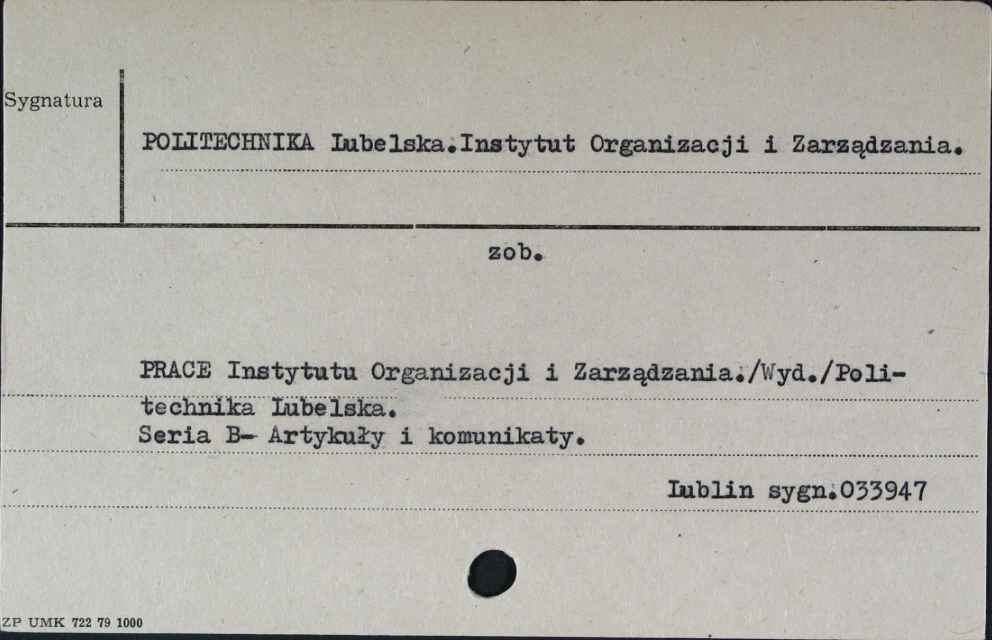 Sygnatura
POLITECHNIKA Lubelska.Instytut Organizacji i Zarządzania.
zob.
PRACE Instytutu Organizacji i Zarządzania./Wyd./Poli-
technika Lubelska.
Seria B- Artykuły i komunikaty.
Lublin sygn.033947
ZP UMK 722 79 1000